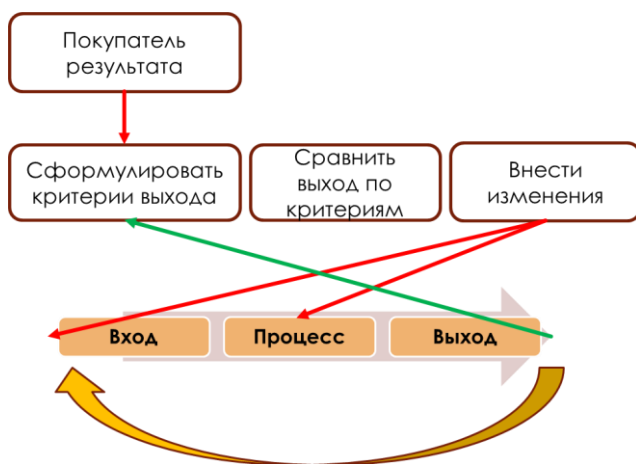 Покупатель
результата
Сформулировать
критерии выхода
Сравнить
выход по
критериям
Внести
изменения
Вход
Процесс
Выход